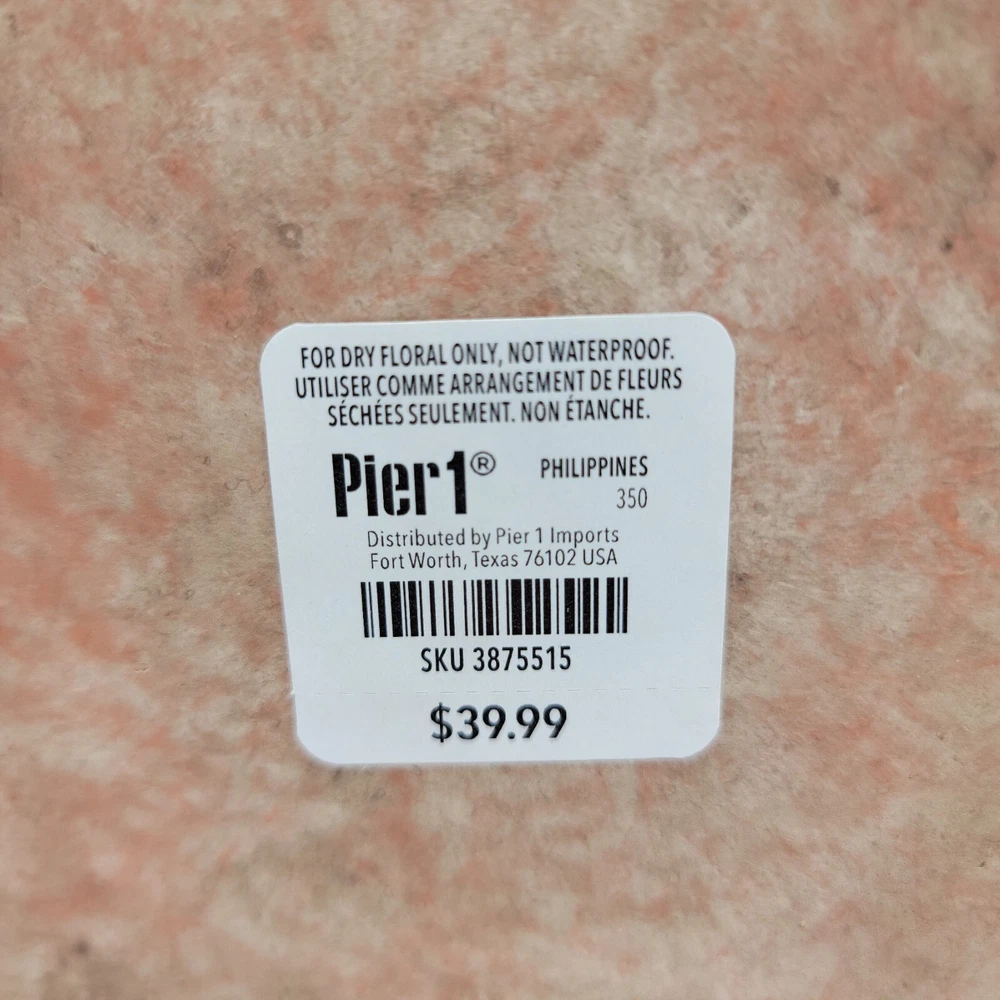 FOR DRY FLORAL ONLY, NOT WATERPROOF.
UTILISER COMME ARRANGEMENT DE FLEURS
SÉCHÉES SEULEMENT. NON ÉTANCHE.
Pier1® PHILIPPINES
350
Distributed by Pier 1 Imports
Fort Worth, Texas 76102 USA
SKU 3875515
$39.99